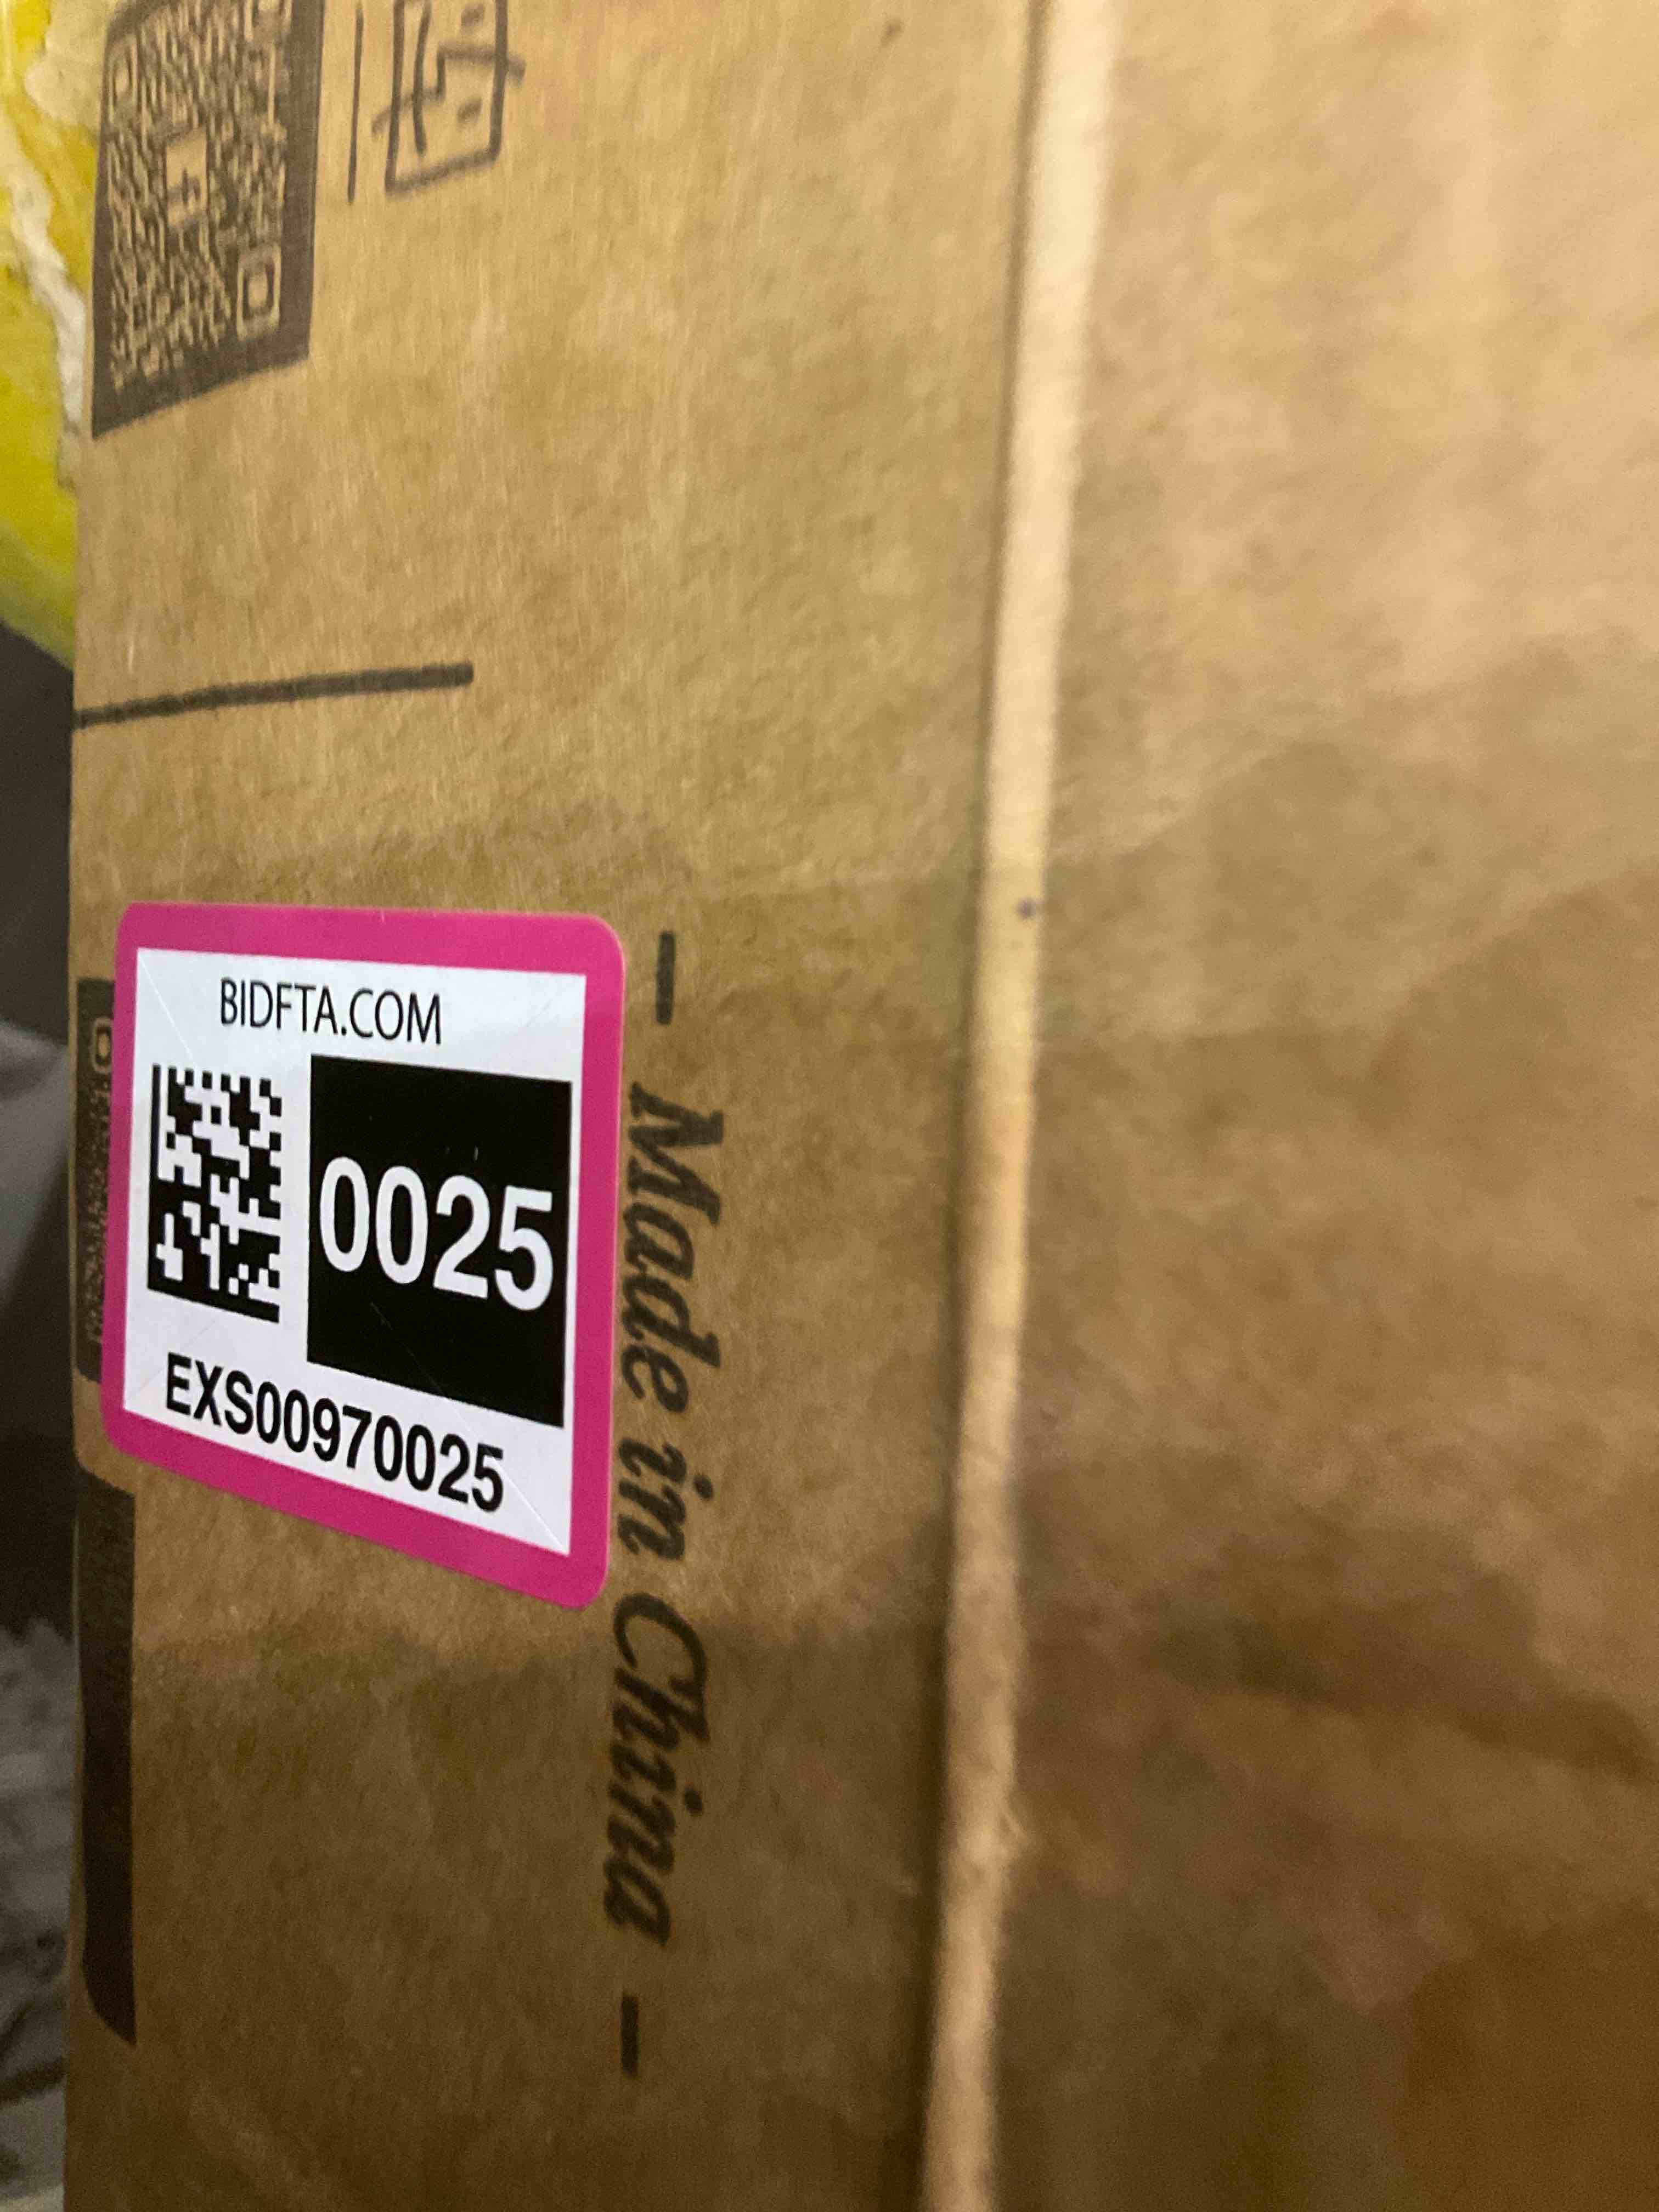 BIDFTA.COM
0025
EXS00970025
- Made in China -